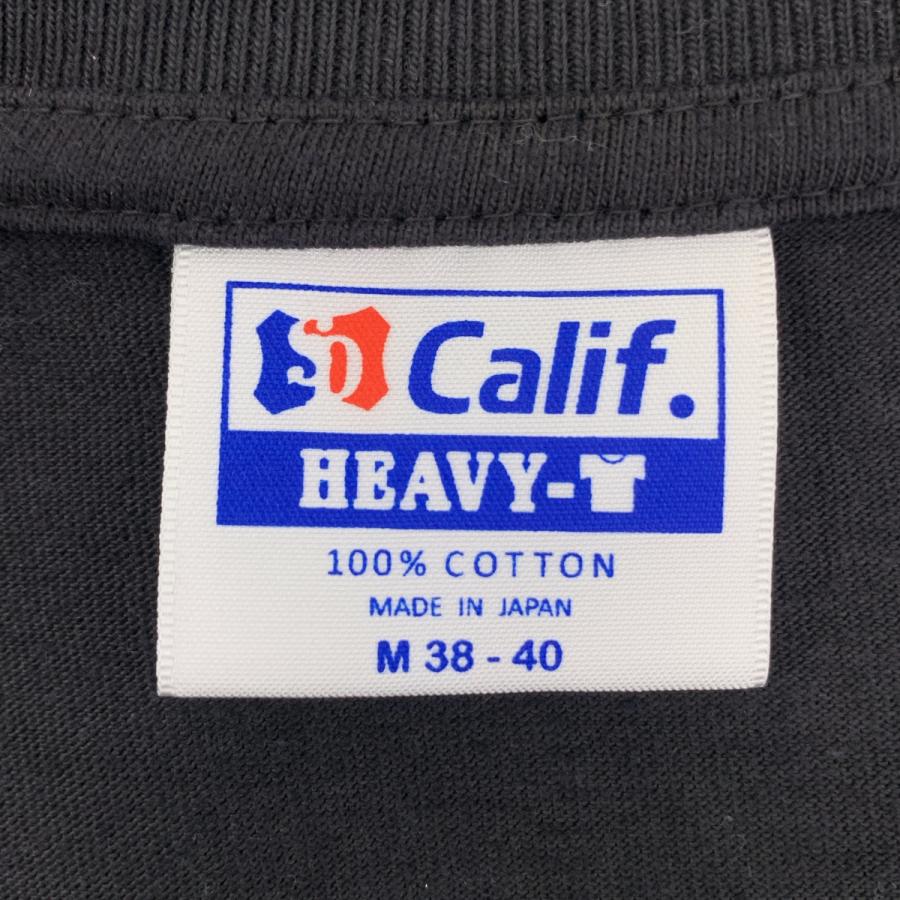 SD Calif.
HEAVY-
100% COTTON
MADE IN JAPAN
M 38 - 40